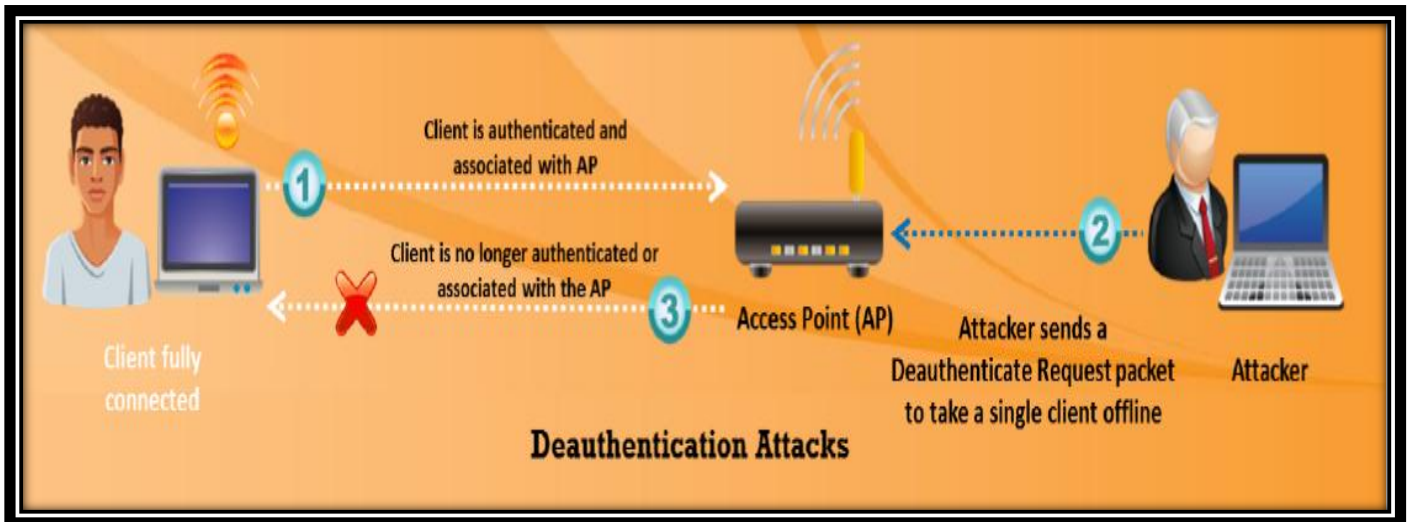 Client is authenticated and
associated with AP
1
2
Client is no longer authenticated or
associated with the AP
3
Access Point (AP)
Client fully
connected
Attacker sends a
Deauthenticate Request packet
to take a single client offline
Attacker
Deauthentication Attacks